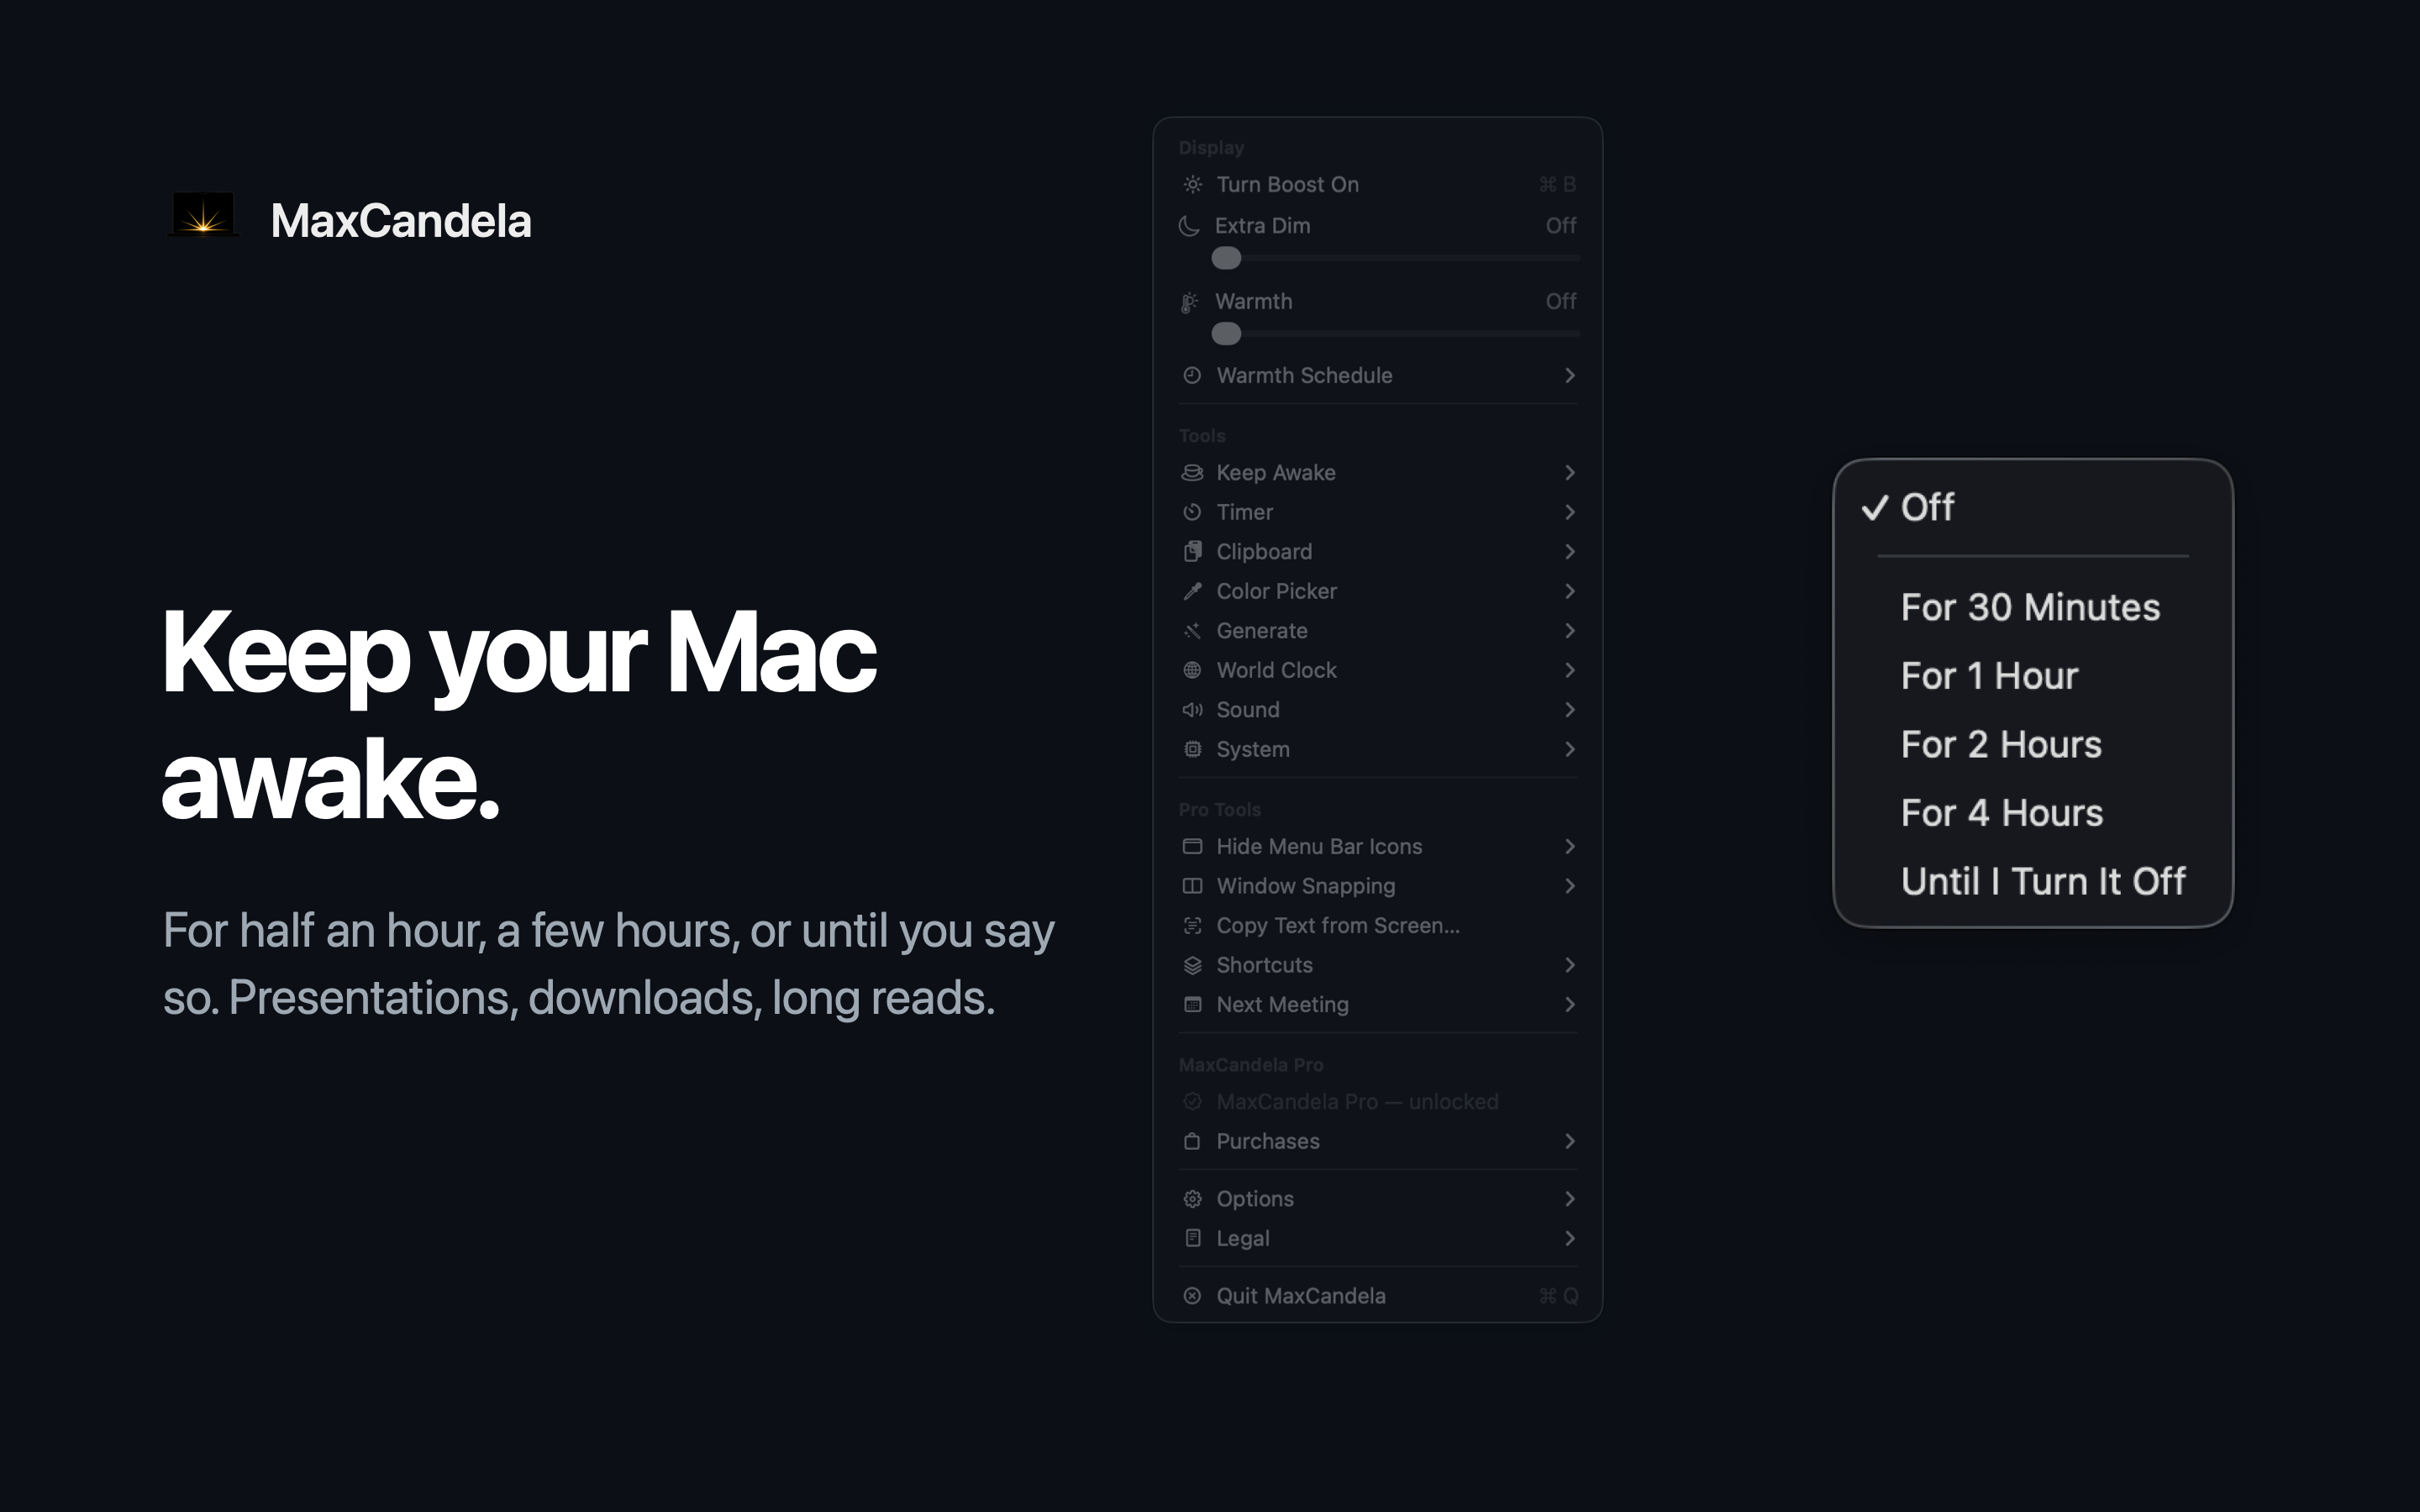 MaxCandela
Keep your Mac
awake.
For half an hour, a few hours, or until you say
so. Presentations, downloads, long reads.
Display
Turn Boost On ⌘ B
Extra Dim Off
Warmth Off
Warmth Schedule
Tools
Keep Awake
Timer
Clipboard
Color Picker
Generate
World Clock
Sound
System
Pro Tools
Hide Menu Bar Icons
Window Snapping
Copy Text from Screen...
Shortcuts
Next Meeting
MaxCandela Pro
MaxCandela Pro — unlocked
Purchases
Options
Legal
Quit MaxCandela ⌘ Q
✓ Off
For 30 Minutes
For 1 Hour
For 2 Hours
For 4 Hours
Until I Turn It Off